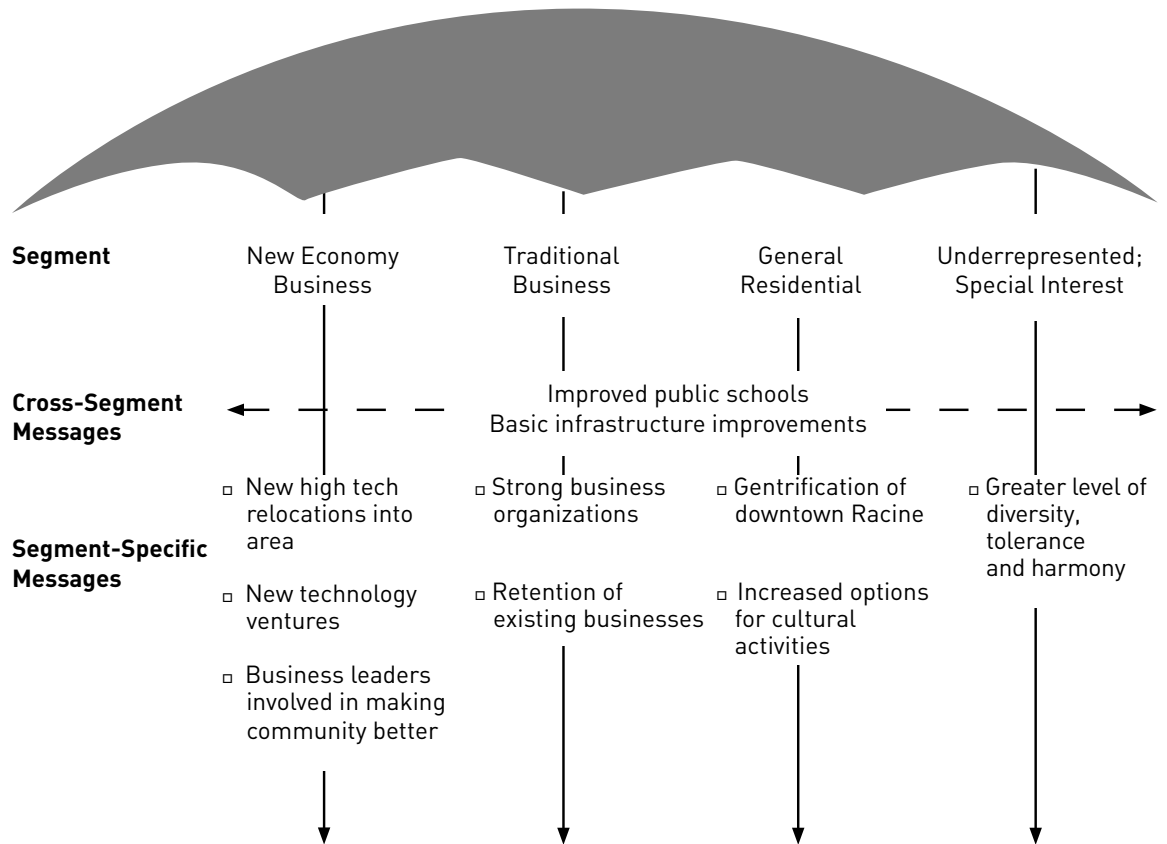 Segment
New Economy
Business
Traditional
Business
General
Residential
Underrepresented;
Special Interest
Cross-Segment
Messages
Improved public schools
Basic infrastructure improvements
Segment-Specific
Messages
New high tech
relocations into
area
New technology
ventures
Business leaders
involved in making
community better
Strong business
organizations
Retention of
existing businesses
Gentrification of
downtown Racine
Increased options
for cultural
activities
Greater level of
diversity,
tolerance
and harmony